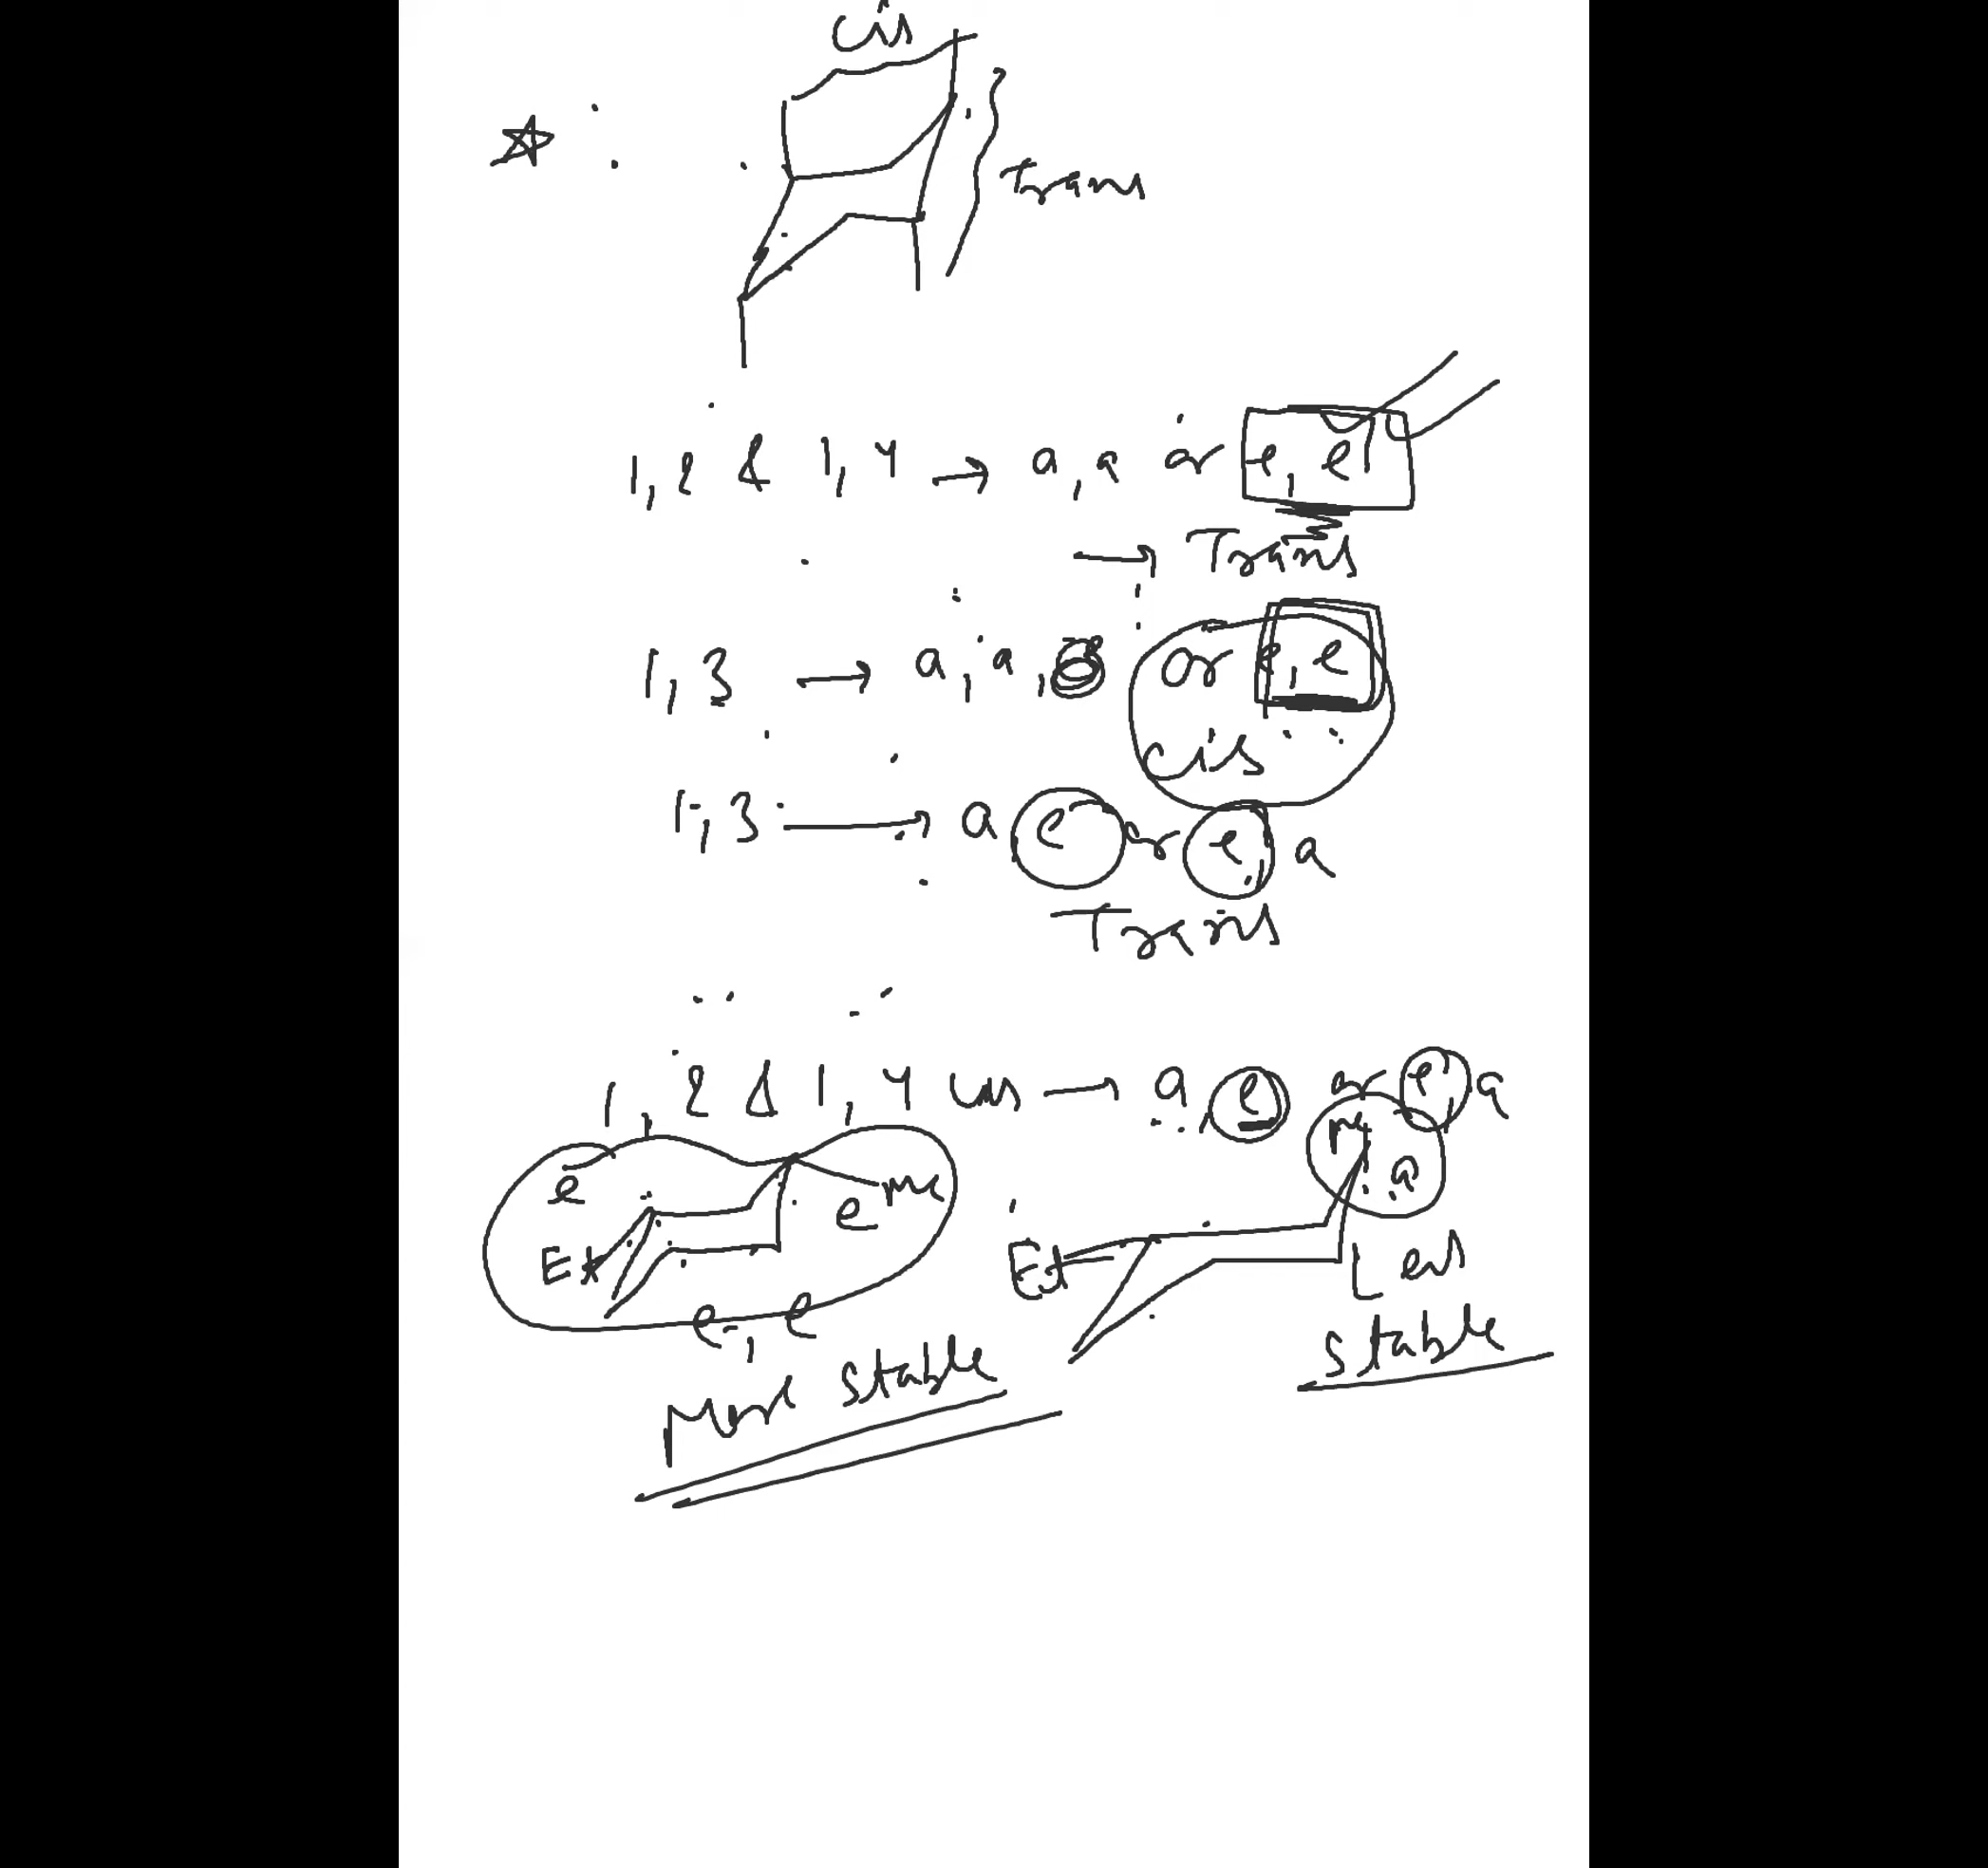 cis
Trans
1,2 & 1,4 → a,a or e,e
→ Trans
1,3 → a,a, or e,e
cis
1,3 → a e or e, a
Trans
1,2 & 1,4 cis → a, e or e, a
e e Me Me a
Et Et Less
e, e stable
More stable